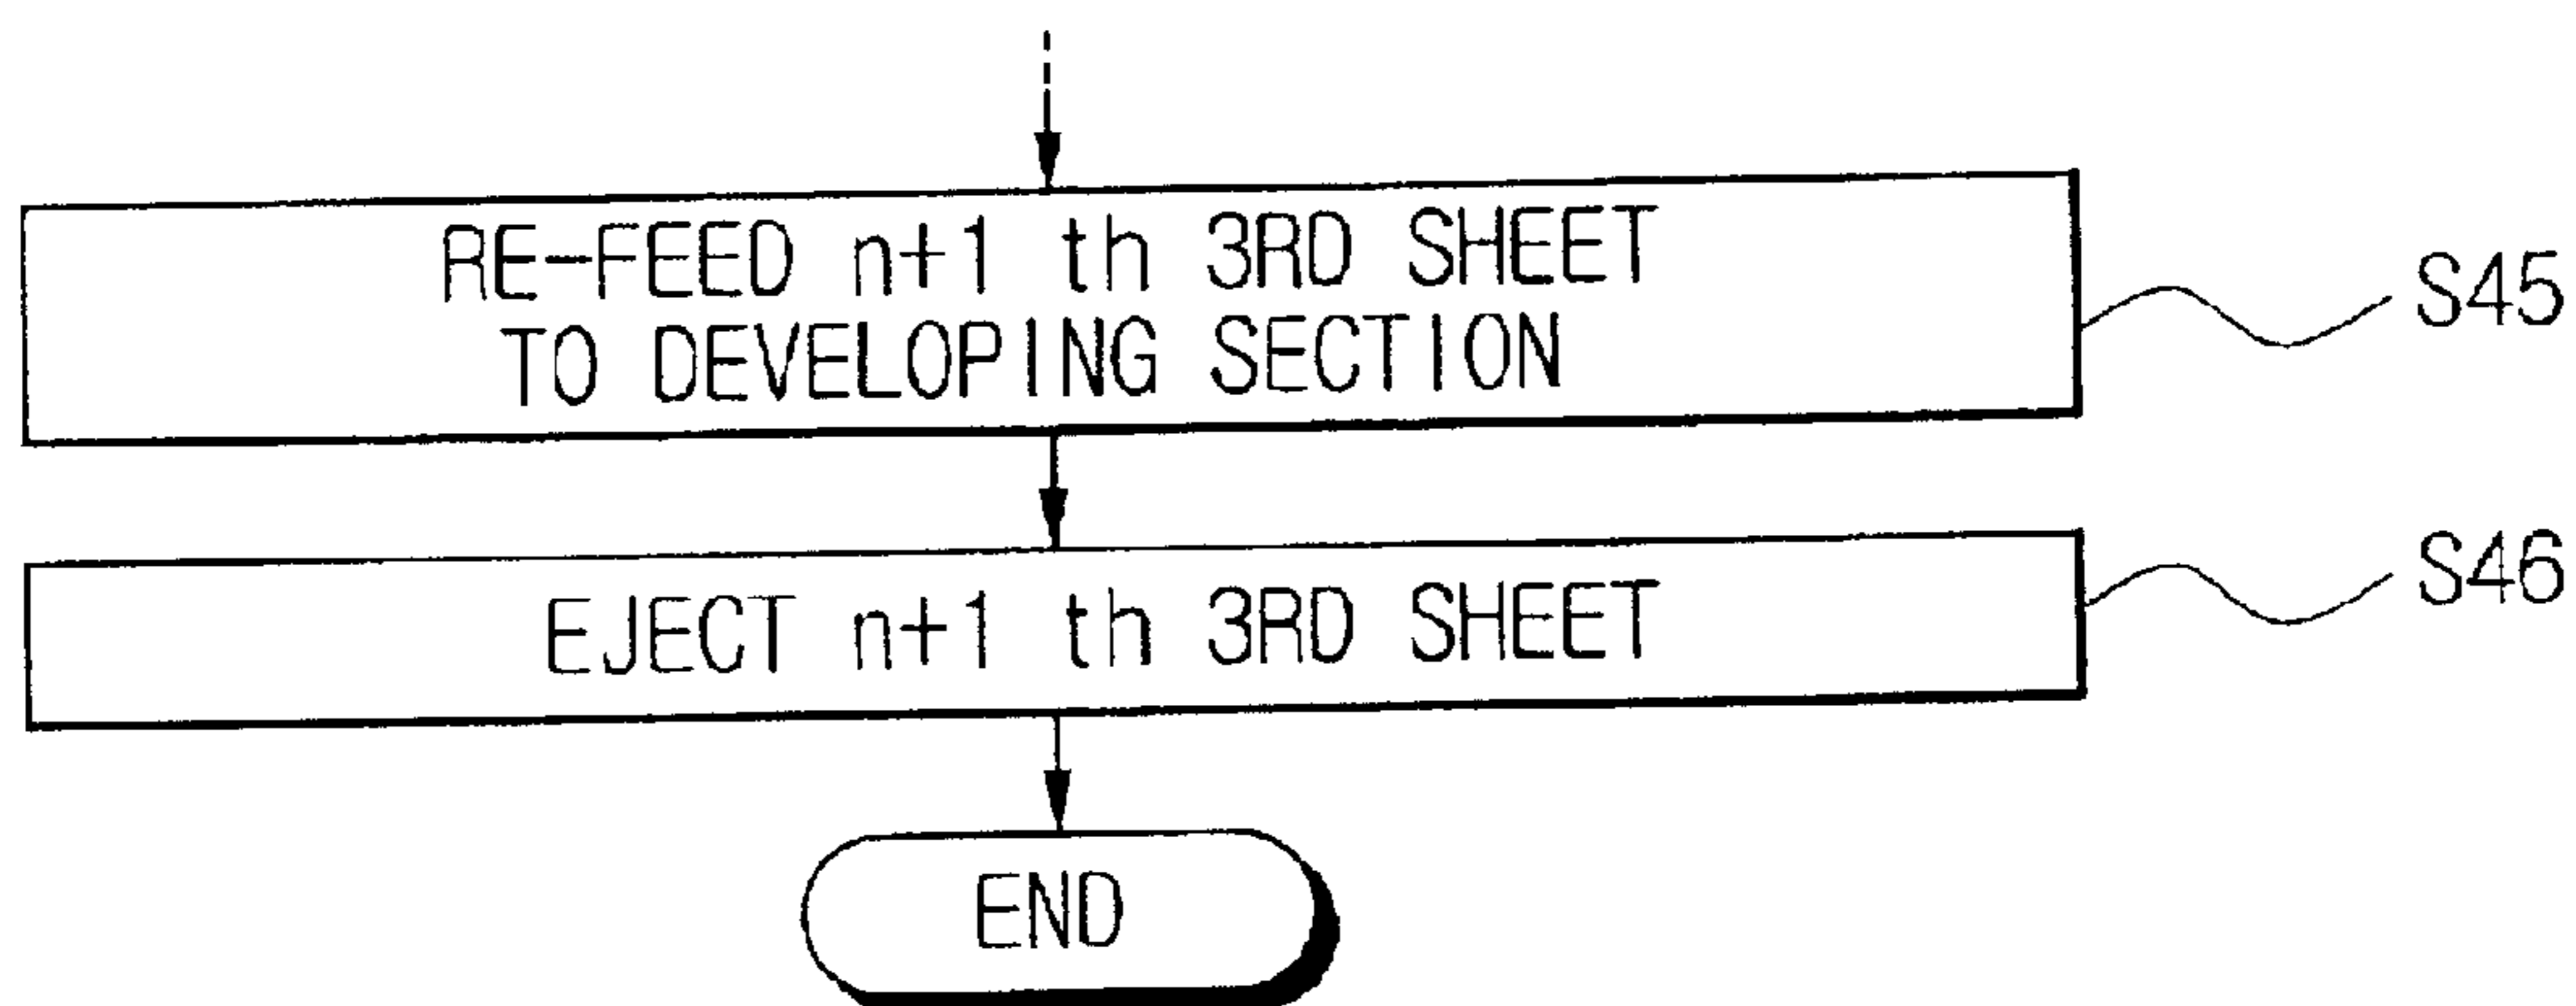 RE-FEED n+1 th 3RD SHEET
TO DEVELOPING SECTION
S45
EJECT n+1 th 3RD SHEET
S46
END